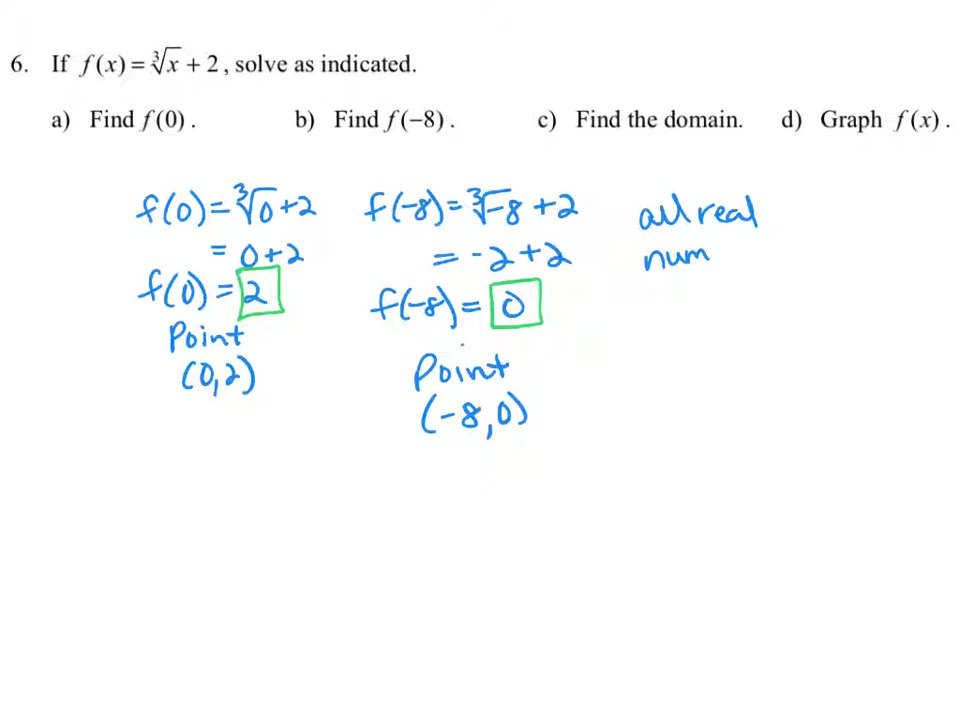 6. If f(x) = ∛x + 2, solve as indicated.
a) Find f(0). b) Find f(−8). c) Find the domain. d) Graph f(x).
f(0) = ∛0 + 2
= 0 + 2
f(0) = 2
Point
(0,2)
f(-8) = ∛-8 + 2
= -2 + 2
f(-8) = 0
Point
(-8,0)
all real
num